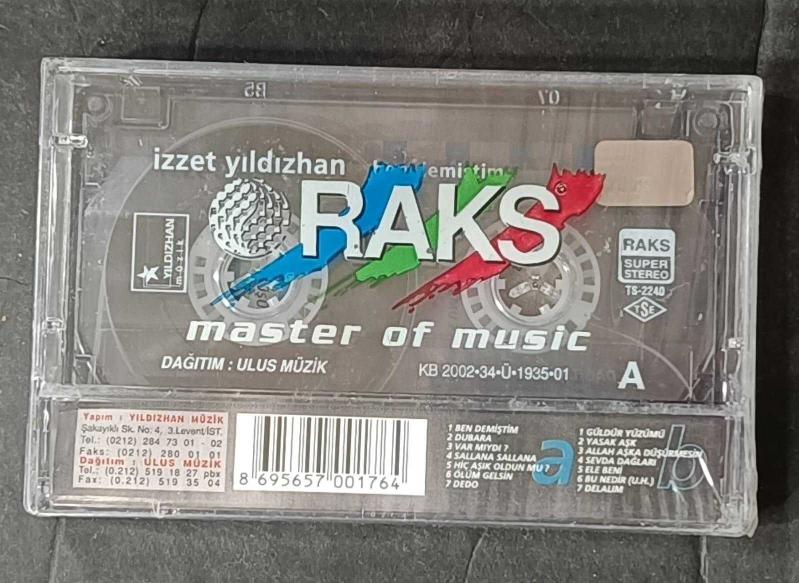 izzet yıldızhan
RAKS
master of music
YILDIZHAN
müzik
RAKS
SUPER
STEREO
TS-2240
TSE
DAĞITIM : ULUS MÜZİK
KB 2002•34•Ü•1935•01
A
Yapım : YILDIZHAN MÜZİK
Şakayıklı Sk. No: 4, 3.Levent/İST.
Tel.: (0212) 284 73 01 - 02
Faks: (0212) 280 01 01
Dağıtım : ULUS MÜZİK
Tel.: (0.212) 519 18 27 pbx
Fax: (0.212) 519 35 04
8 695657 001764
a
1 BEN DEMİŞTİM
2 DUBARA
3 VAR MIYDI ?
4 SALLANA SALLANA
5 HİÇ AŞIK OLDUN MU ?
6 ÖLÜM GELSİN
7 DEDO
b
1 GÜLDÜR YÜZÜMÜ
2 YASAK AŞK
3 ALLAH AŞKA DÜŞÜRMESİN
4 SEVDA DAĞLARI
5 ELE BENİ
6 BU NEDİR (U.H.)
7 DELALIM